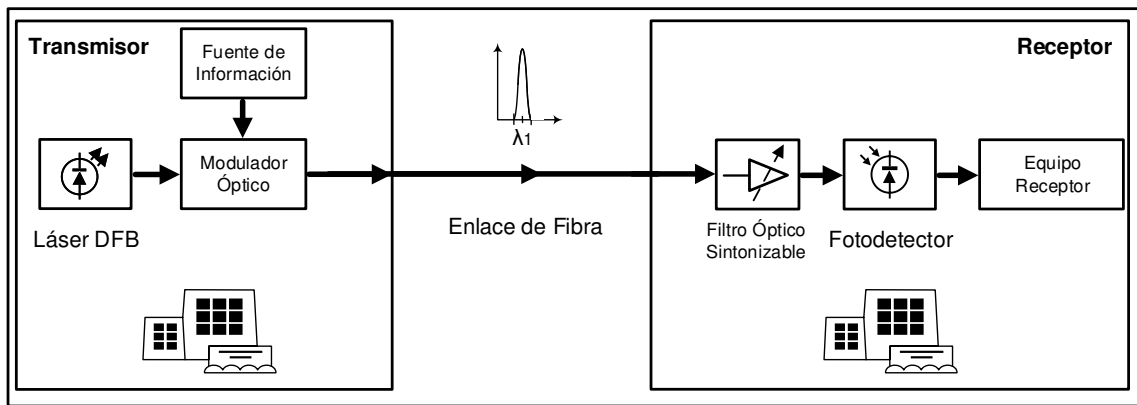 Transmisor
Fuente de
Información
Láser DFB
Modulador
Óptico
λ1
Enlace de Fibra
Receptor
Filtro Óptico
Sintonizable
Fotodetector
Equipo
Receptor